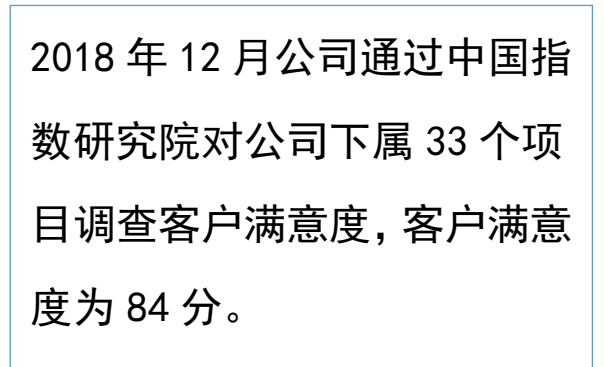 2018 年 12 月公司通过中国指
数研究院对公司下属 33 个项
目调查客户满意度，客户满意
度为 84 分。